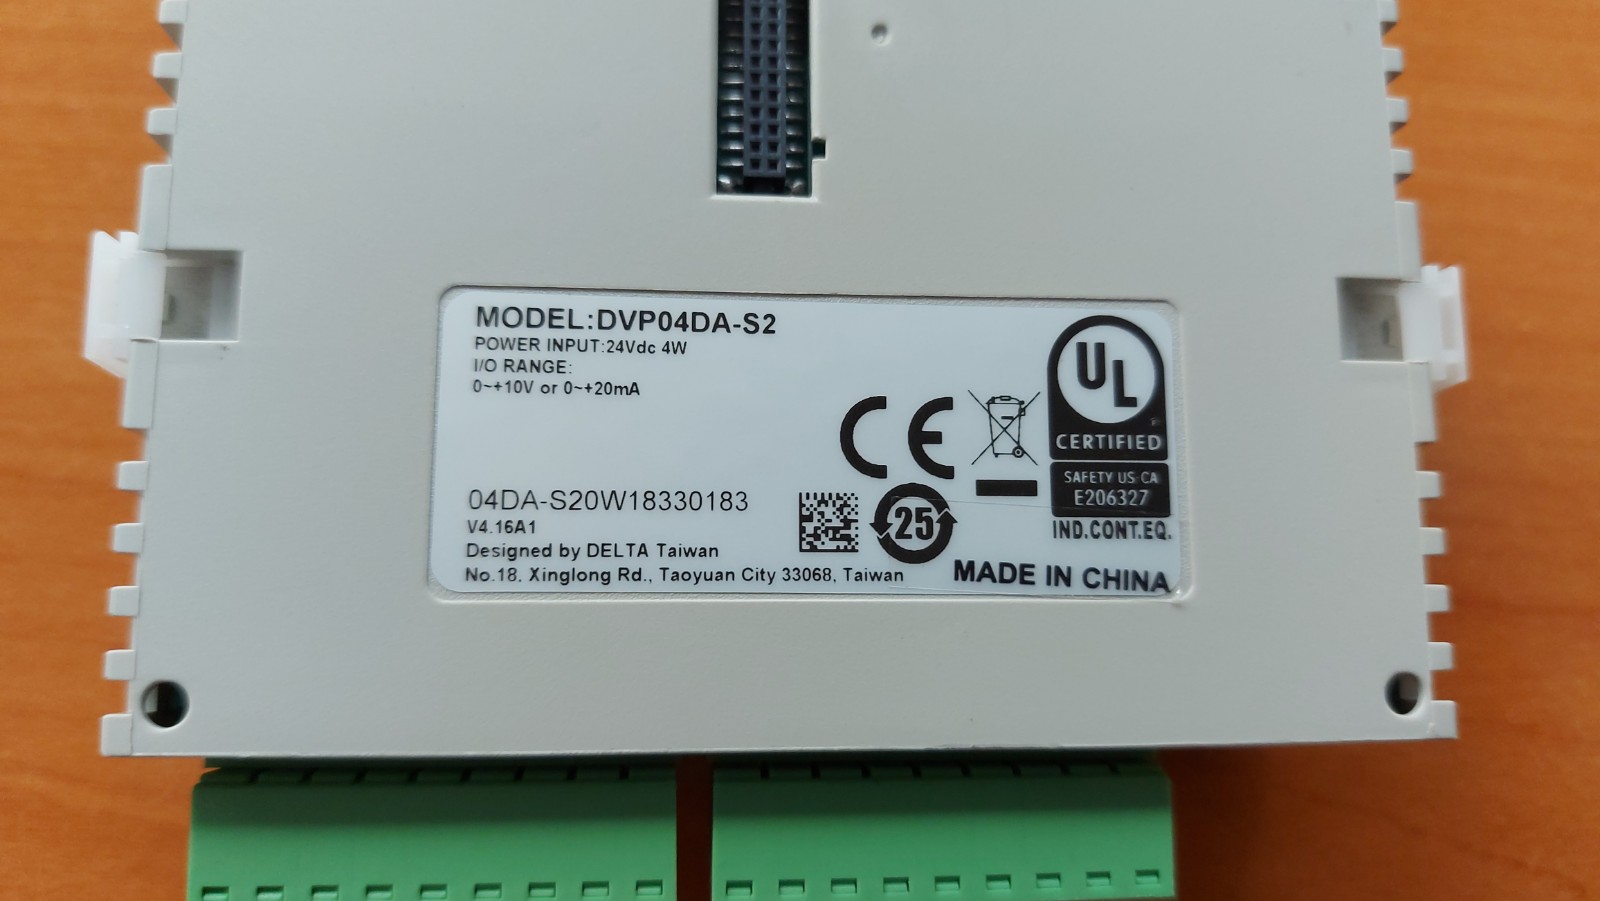 MODEL:DVP04DA-S2
POWER INPUT:24Vdc 4W
I/O RANGE:
0~+10V or 0~+20mA
CE
UL
CERTIFIED
SAFETY US CA
E206327
IND.CONT.EQ.
04DA-S20W18330183
V4.16A1
25
Designed by DELTA Taiwan
No.18, Xinglong Rd., Taoyuan City 33068, Taiwan
MADE IN CHINA